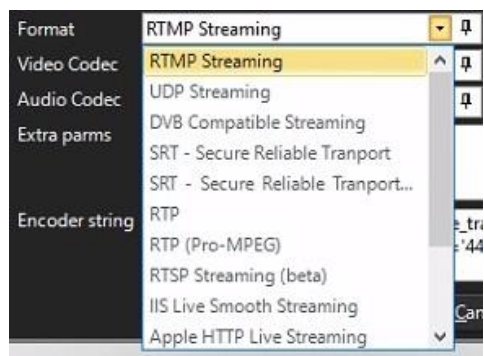 Format RTMP Streaming
Video Codec RTMP Streaming
Audio Codec UDP Streaming
Extra parms DVB Compatible Streaming
SRT - Secure Reliable Tranport
SRT - Secure Reliable Tranport...
Encoder string RTP
RTP (Pro-MPEG)
RTSP Streaming (beta)
IIS Live Smooth Streaming
Apple HTTP Live Streaming